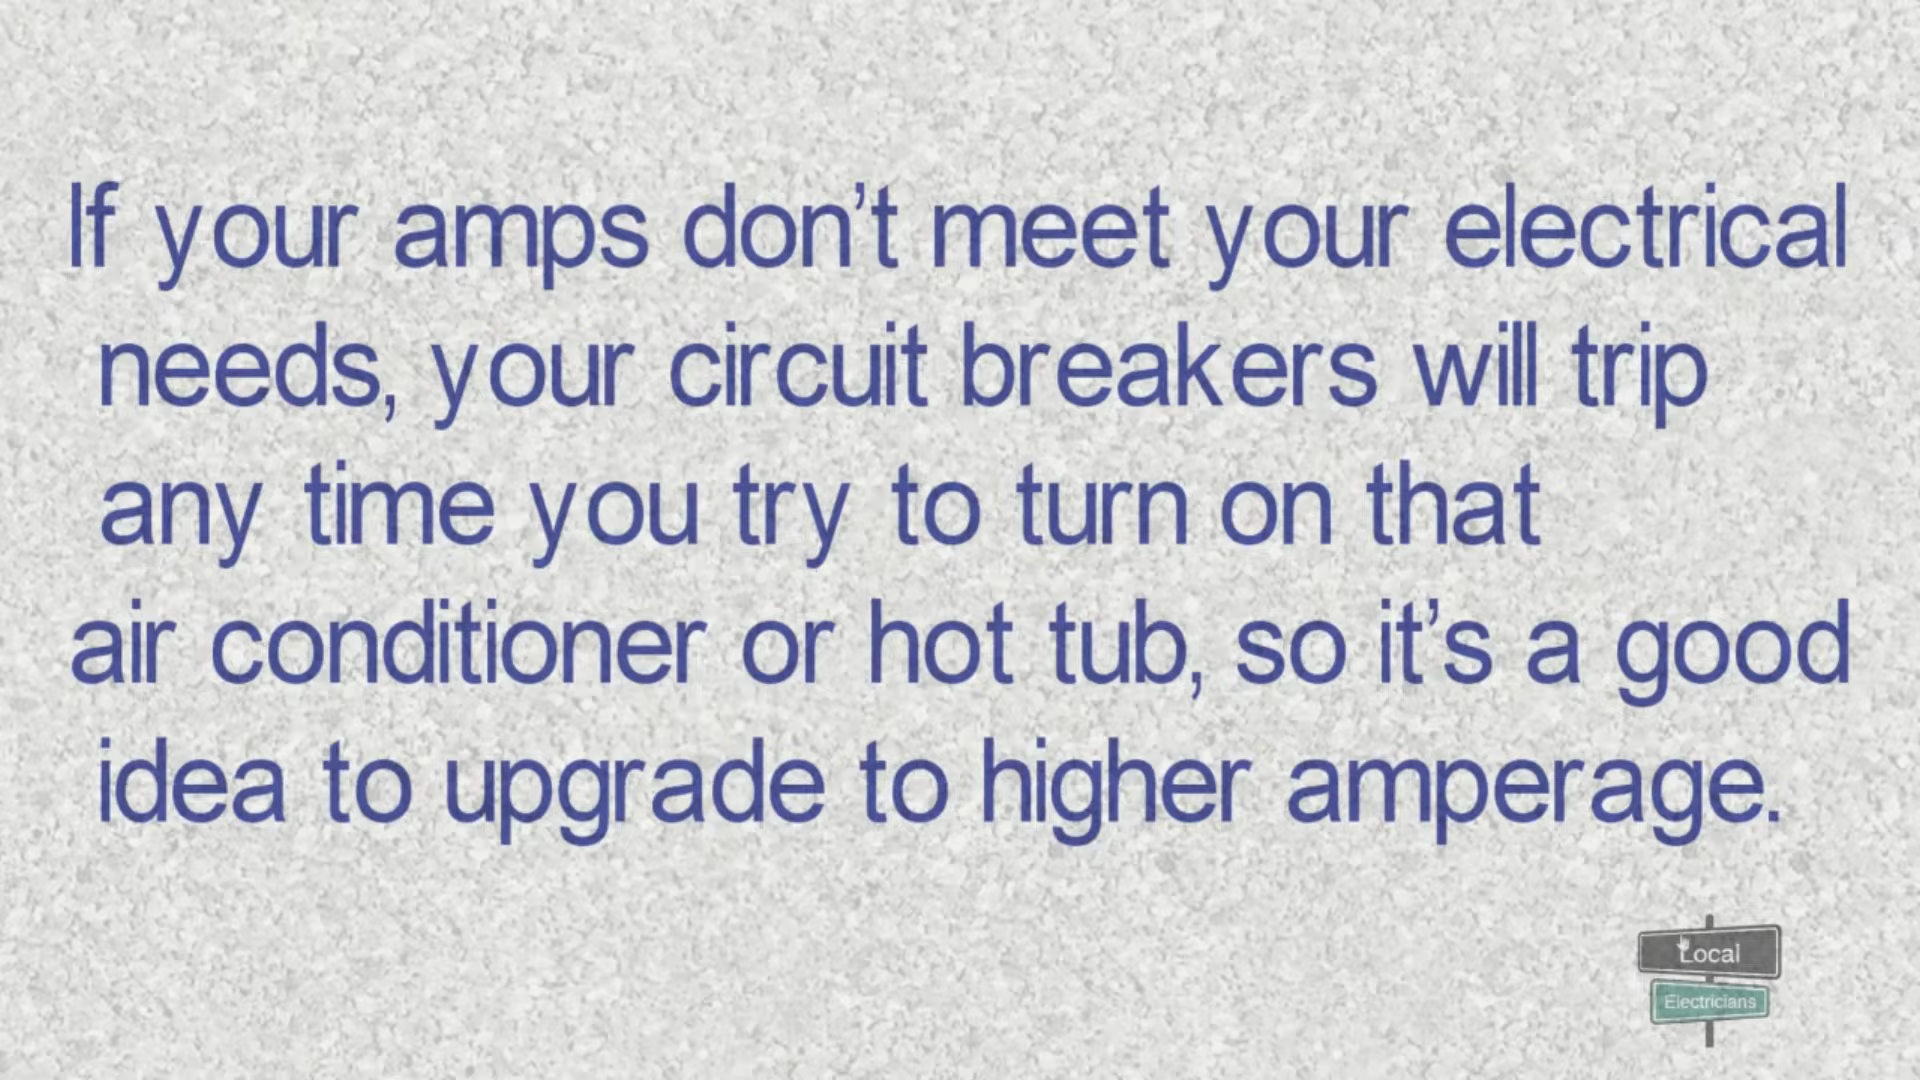 If your amps don’t meet your electrical
needs, your circuit breakers will trip
any time you try to turn on that
air conditioner or hot tub, so it’s a good
idea to upgrade to higher amperage.
Local
Electricians